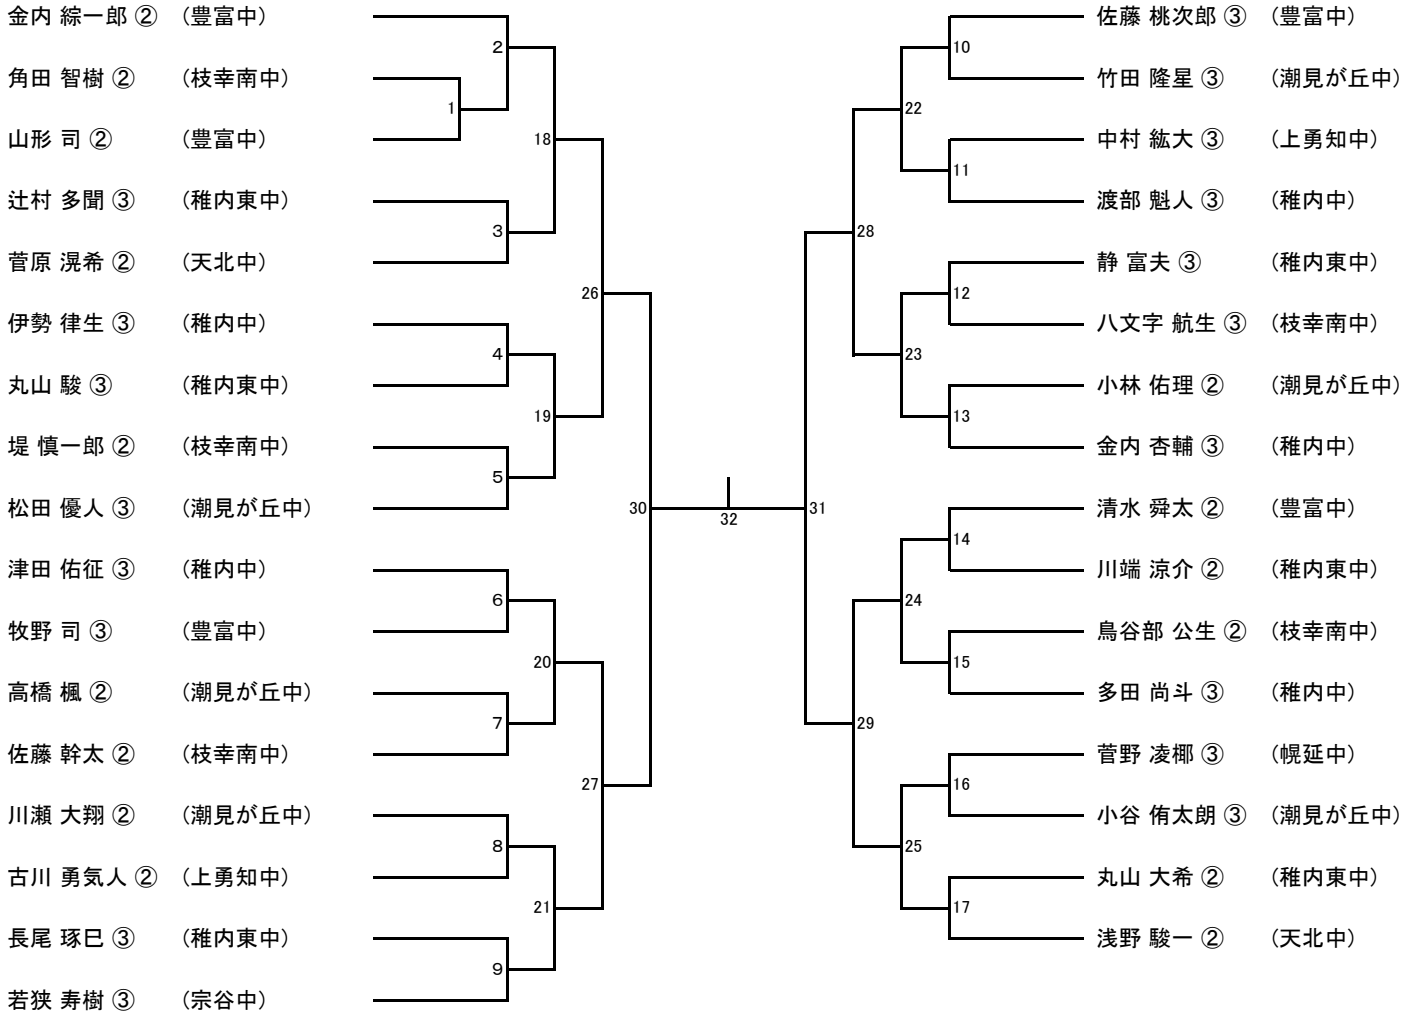 金内 綜一郎 ② （豊富中）
角田 智樹 ② （枝幸南中）
山形 司 ② （豊富中）
辻村 多聞 ③ （稚内東中）
菅原 滉希 ② （天北中）
伊勢 律生 ③ （稚内中）
丸山 駿 ③ （稚内東中）
堤 慎一郎 ② （枝幸南中）
松田 優人 ③ （潮見が丘中）
津田 佑征 ③ （稚内中）
牧野 司 ③ （豊富中）
高橋 楓 ② （潮見が丘中）
佐藤 幹太 ② （枝幸南中）
川瀬 大翔 ② （潮見が丘中）
古川 勇気人 ② （上勇知中）
長尾 琢巳 ③ （稚内東中）
若狭 寿樹 ③ （宗谷中）
2
1
18
3
26
4
19
5
30
6
20
7
27
8
21
9
32
10
22
11
28
12
23
13
31
14
24
15
29
16
25
17
佐藤 桃次郎 ③ （豊富中）
竹田 隆星 ③ （潮見が丘中）
中村 紘大 ③ （上勇知中）
渡部 魁人 ③ （稚内中）
静 富夫 ③ （稚内東中）
八文字 航生 ③ （枝幸南中）
小林 佑理 ② （潮見が丘中）
金内 杏輔 ③ （稚内中）
清水 舜太 ② （豊富中）
川端 涼介 ② （稚内東中）
鳥谷部 公生 ② （枝幸南中）
多田 尚斗 ③ （稚内中）
菅野 凌椰 ③ （幌延中）
小谷 侑太朗 ③ （潮見が丘中）
丸山 大希 ② （稚内東中）
浅野 駿一 ② （天北中）